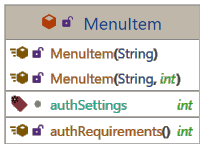 MenuItem
MenuItem(String)
MenuItem(String, int)
authSettings int
authRequirements() int